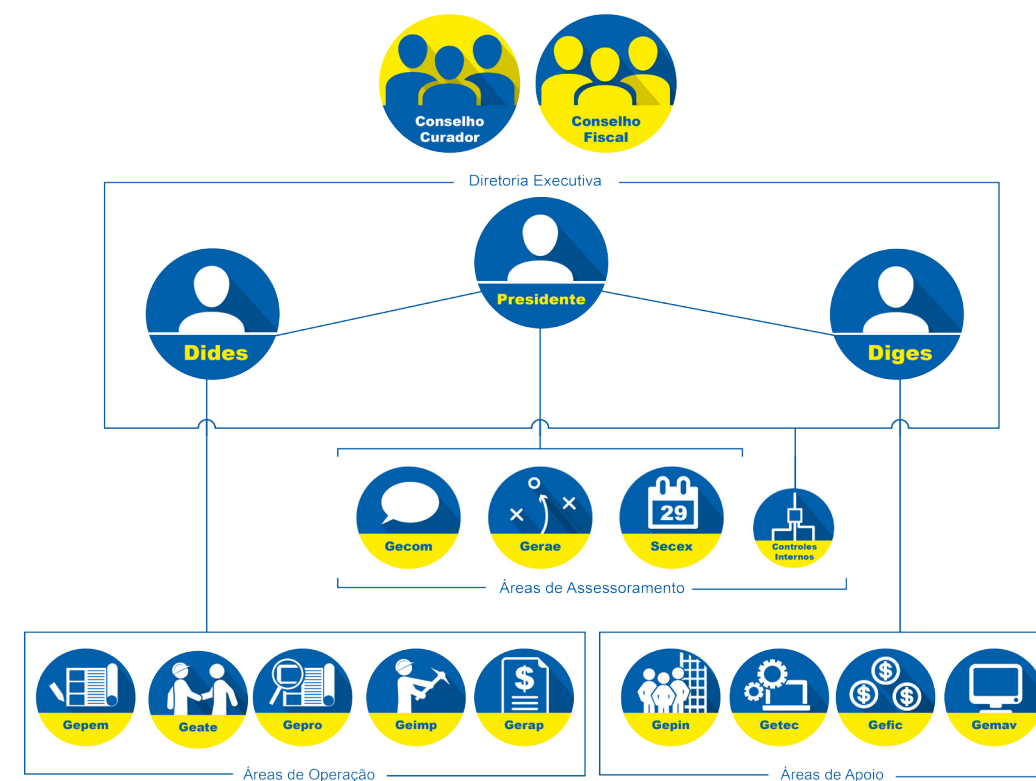 Conselho
Curador
Conselho
Fiscal
Diretoria Executiva
Presidente
Dides
Diges
29
Gecom
Gerae
Secex
Controles
Internos
Áreas de Assessoramento
$
$
$
$
Gepem
Geate
Gepro
Geimp
Gerap
Gepin
Getec
Gefic
Gemav
Áreas de Operação
Áreas de Apoio